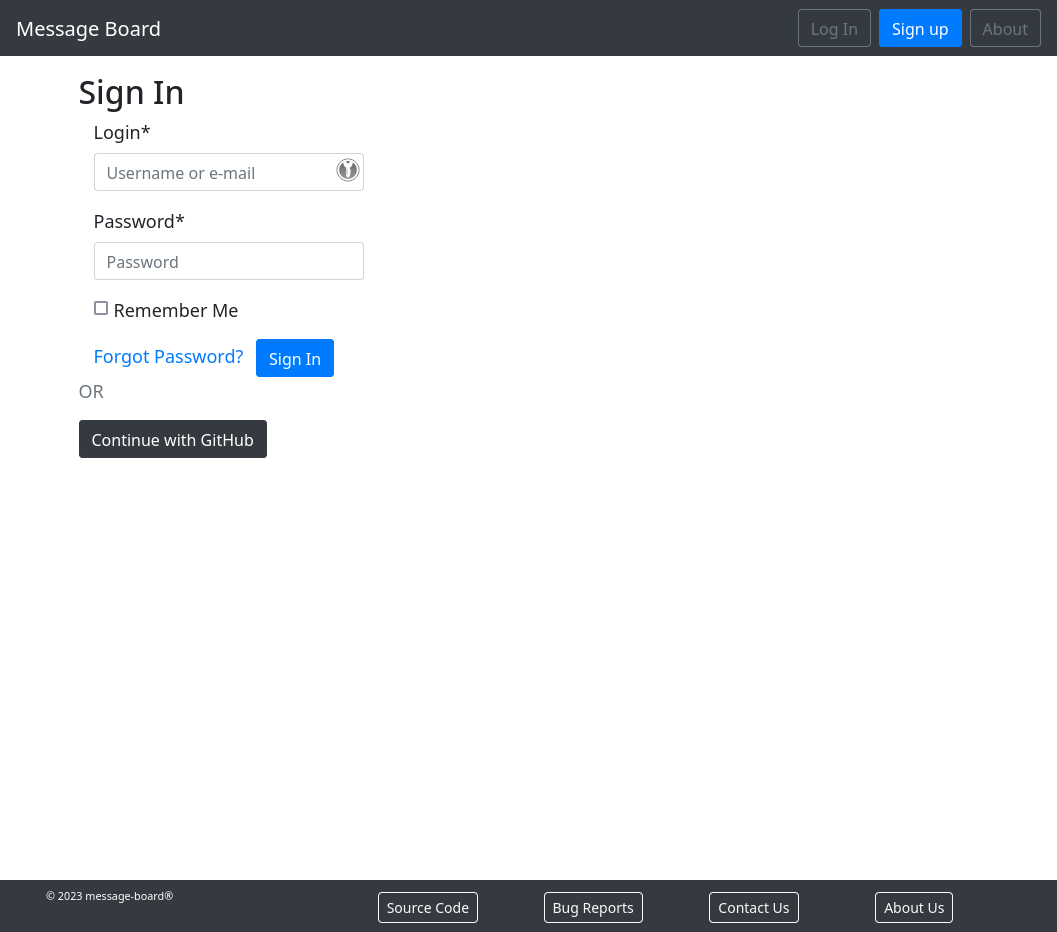 Message Board Log In Sign up About
Sign In
Login*
Username or e-mail
Password*
Password
Remember Me
Forgot Password? Sign In
OR
Continue with GitHub
© 2023 message-board® Source Code Bug Reports Contact Us About Us